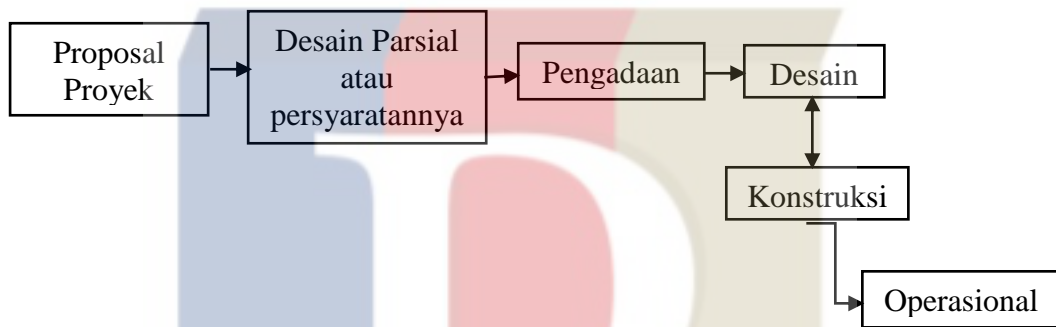 Proposal
Proyek
Desain Parsial
atau
persyaratannya
Pengadaan
Desain
Konstruksi
Operasional